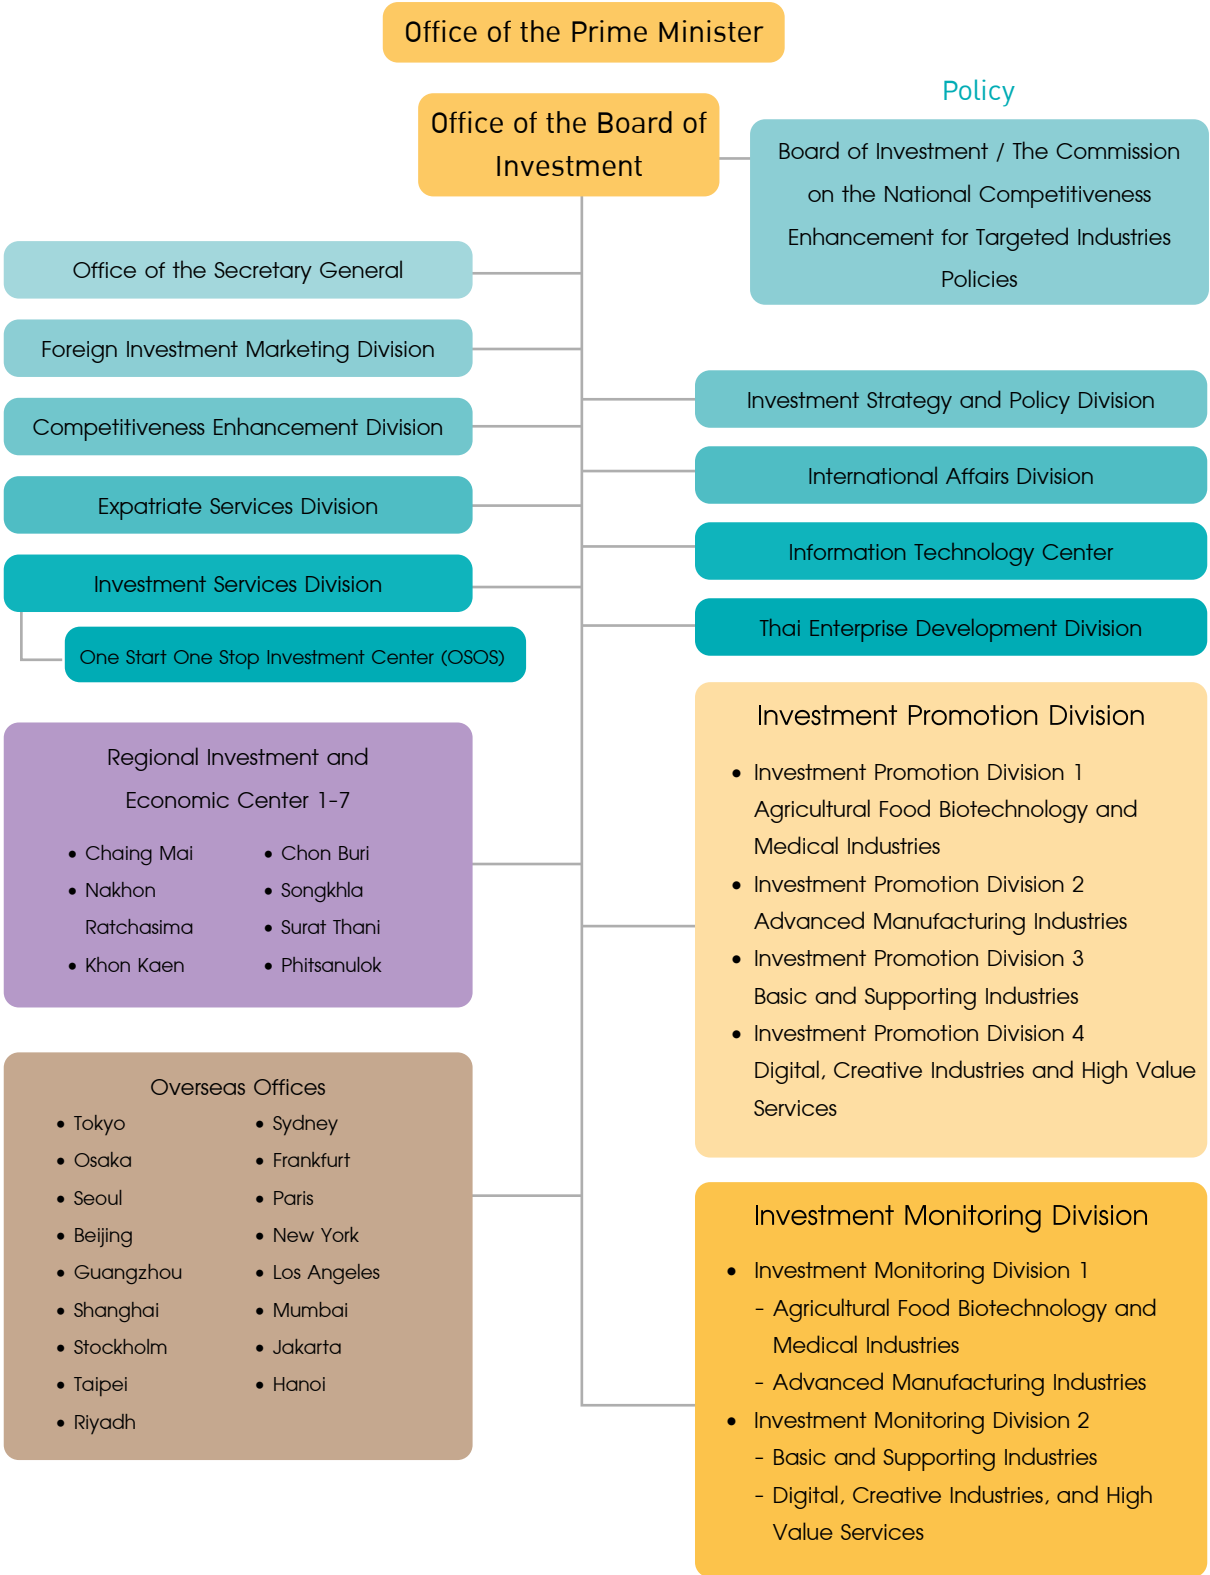 Office of the Prime Minister
Office of the Board of
Investment
Policy
Board of Investment / The Commission
on the National Competitiveness
Enhancement for Targeted Industries
Policies
Office of the Secretary General
Foreign Investment Marketing Division
Competitiveness Enhancement Division
Expatriate Services Division
Investment Services Division
One Start One Stop Investment Center (OSOS)
Investment Strategy and Policy Division
International Affairs Division
Information Technology Center
Thai Enterprise Development Division
Regional Investment and
Economic Center 1-7
• Chaing Mai
• Nakhon
Ratchasima
• Khon Kaen
• Chon Buri
• Songkhla
• Surat Thani
• Phitsanulok
Overseas Offices
• Tokyo
• Osaka
• Seoul
• Beijing
• Guangzhou
• Shanghai
• Stockholm
• Taipei
• Riyadh
• Sydney
• Frankfurt
• Paris
• New York
• Los Angeles
• Mumbai
• Jakarta
• Hanoi
Investment Promotion Division
• Investment Promotion Division 1
Agricultural Food Biotechnology and
Medical Industries
• Investment Promotion Division 2
Advanced Manufacturing Industries
• Investment Promotion Division 3
Basic and Supporting Industries
• Investment Promotion Division 4
Digital, Creative Industries and High Value
Services
Investment Monitoring Division
• Investment Monitoring Division 1
- Agricultural Food Biotechnology and
Medical Industries
- Advanced Manufacturing Industries
• Investment Monitoring Division 2
- Basic and Supporting Industries
- Digital, Creative Industries, and High
Value Services